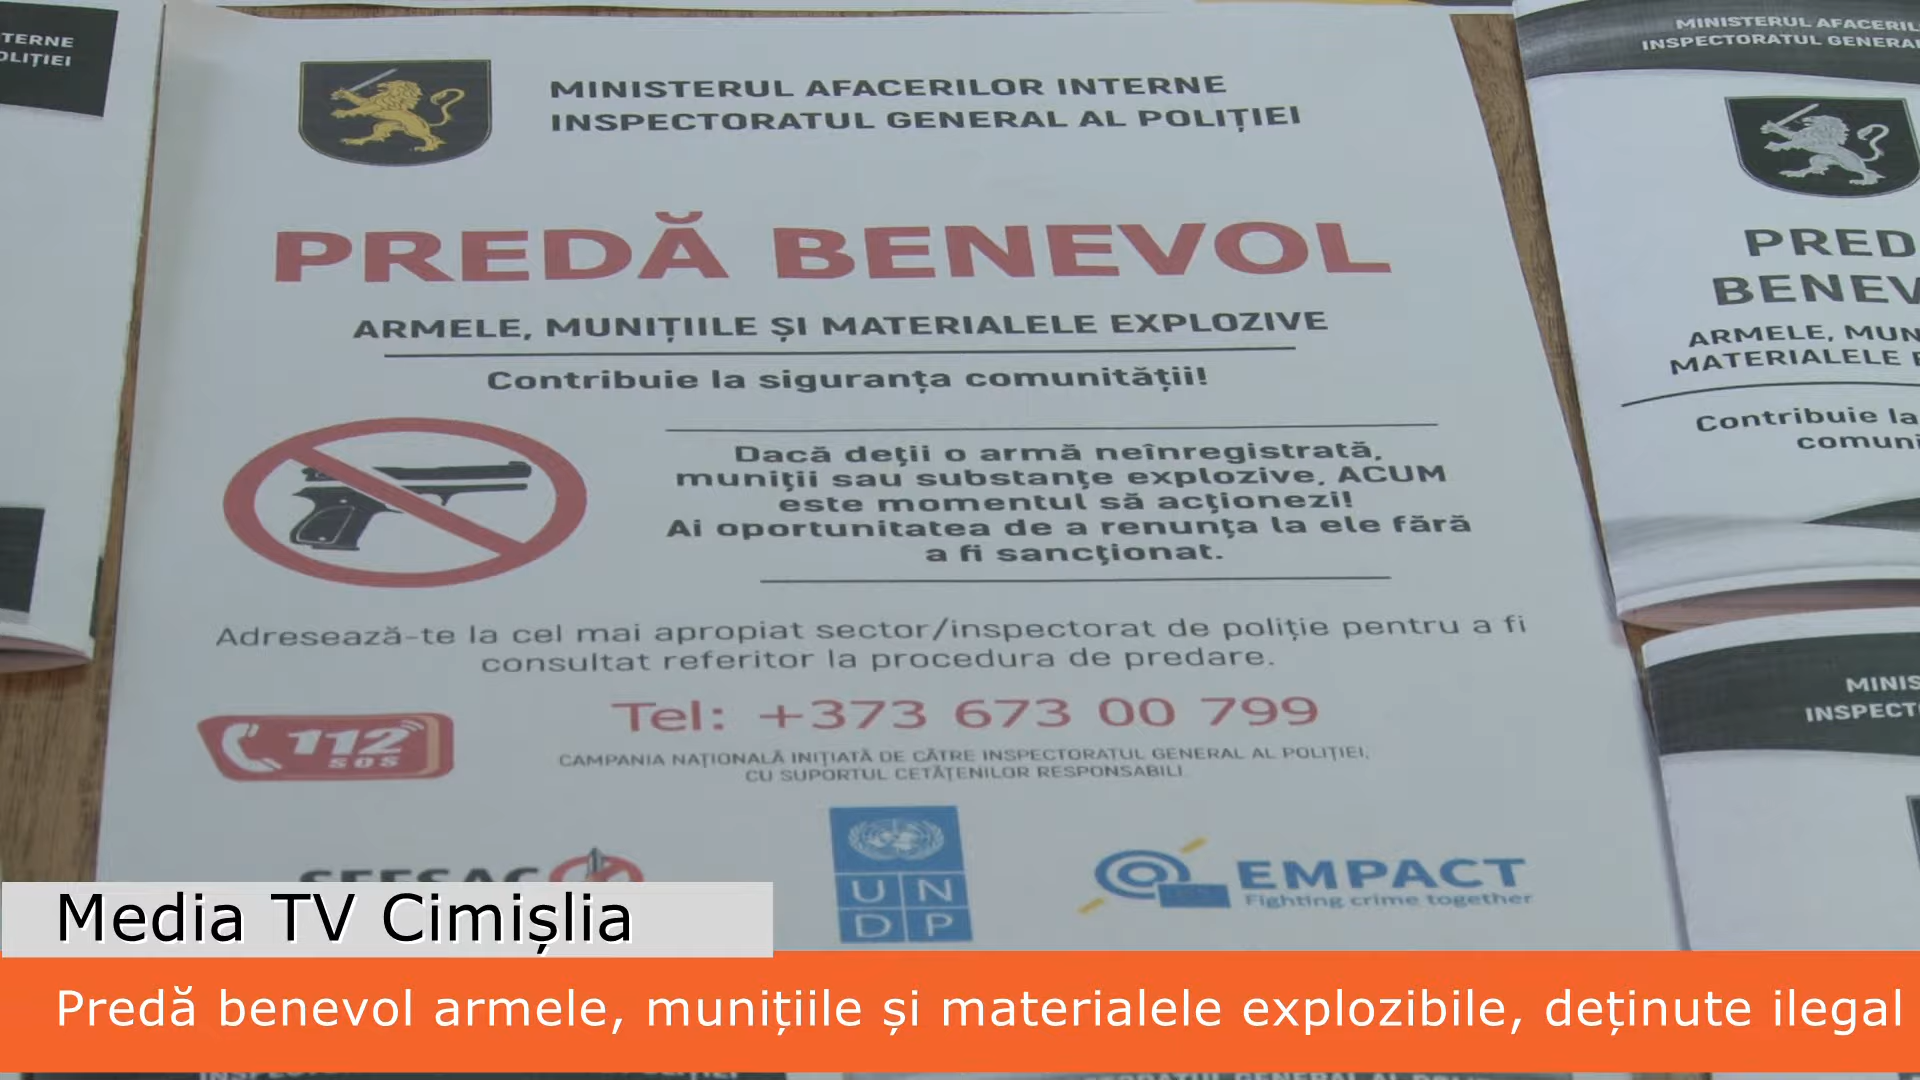 TERNE
OLIȚIEI
MINISTERUL AFACERILOR INTERNE
INSPECTORATUL GENERAL AL POLIȚIEI
PREDĂ BENEVOL
ARMELE, MUNIȚIILE ȘI MATERIALELE EXPLOZIVE
Contribuie la siguranța comunității!
Dacă deții o armă neînregistrată,
muniții sau substanțe explozive, ACUM
este momentul să acționezi!
Ai oportunitatea de a renunța la ele fără
a fi sancționat.
Adresează-te la cel mai apropiat sector/inspectorat de poliție pentru a fi
consultat referitor la procedura de predare.
Tel: +373 673 00 799
112
SOS
CAMPANIA NAȚIONALĂ INIȚIATĂ DE CĂTRE INSPECTORATUL GENERAL AL POLIȚIEI,
CU SUPORTUL CETĂȚENILOR RESPONSABILI.
SEESAC
UN
DP
EMPACT
Fighting crime together
MINISTERUL AFACERIL
INSPECTORATUL GENERAL
PRED
BENEV
ARMELE, MUN
MATERIALELE E
Contribuie la
comuni
MINIS
INSPECT
Media TV Cimișlia
Predă benevol armele, munițiile și materialele explozibile, deținute ilegal